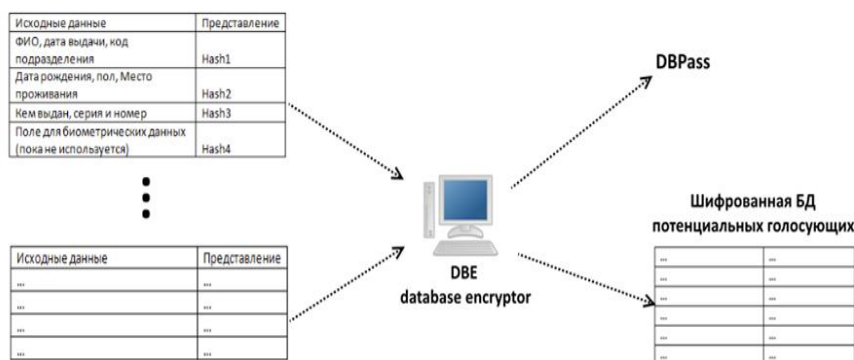 Исходные данные Представление
ФИО, дата выдачи, код
подразделения Hash1
Дата рождения, пол, Место
проживания Hash2
Кем выдан, серия и номер Hash3
Поле для биометрических данных
(пока не используется) Hash4
DBPass
Исходные данные Представление
... ...
... ...
... ...
... ...
DBE
database encryptor
Шифрованная БД
потенциальных голосующих
... ...
... ...
... ...
... ...
... ...
... ...